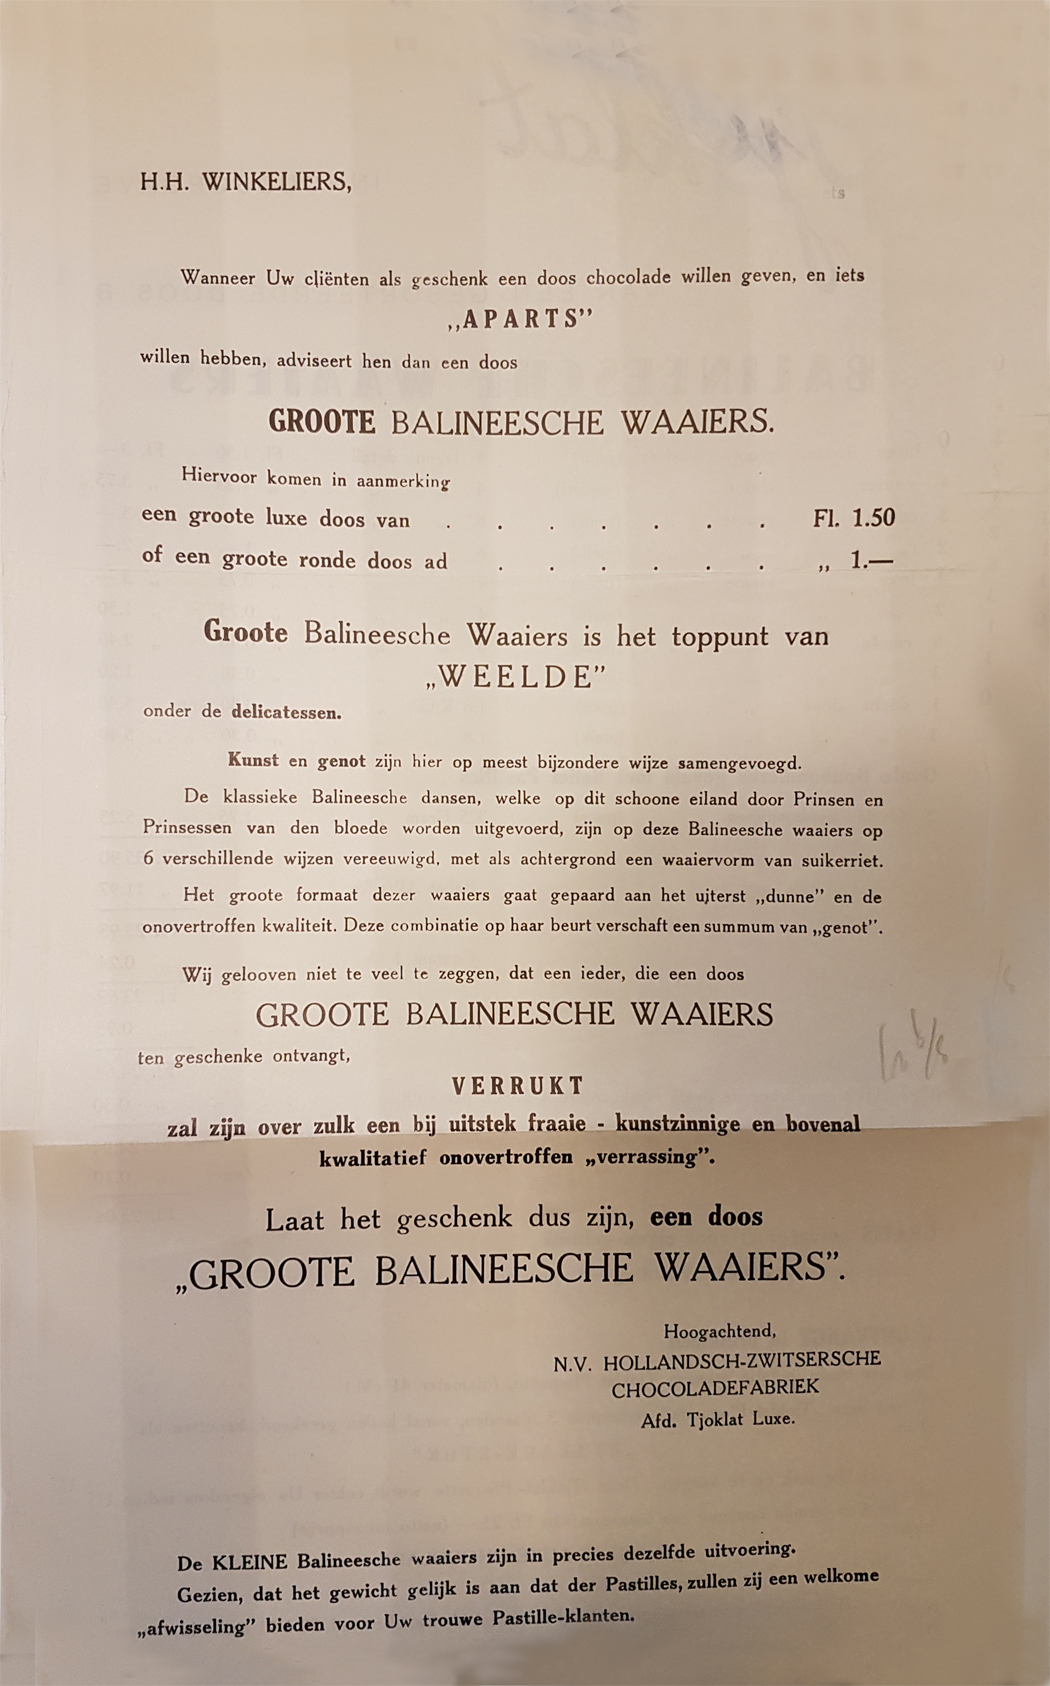 H.H. WINKELIERS,
Wanneer Uw cliënten als geschenk een doos chocolade willen geven, en iets
„APARTS”
willen hebben, adviseert hen dan een doos
GROOTE BALINEESCHE WAAIERS.
Hiervoor komen in aanmerking
een groote luxe doos van . . . . . . . Fl. 1.50
of een groote ronde doos ad . . . . . . „ 1.—
Groote Balineesche Waaiers is het toppunt van
„WEELDE”
onder de delicatessen.
Kunst en genot zijn hier op meest bijzondere wijze samengevoegd.
De klassieke Balineesche dansen, welke op dit schoone eiland door Prinsen en
Prinsessen van den bloede worden uitgevoerd, zijn op deze Balineesche waaiers op
6 verschillende wijzen vereeuwigd, met als achtergrond een waaiervorm van suikerriet.
Het groote formaat dezer waaiers gaat gepaard aan het ujterst „dunne” en de
onovertroffen kwaliteit. Deze combinatie op haar beurt verschaft een summum van „genot”.
Wij gelooven niet te veel te zeggen, dat een ieder, die een doos
GROOTE BALINEESCHE WAAIERS
ten geschenke ontvangt,
VERRUKT
zal zijn over zulk een bij uitstek fraaie - kunstzinnige en bovenal
kwalitatief onovertroffen „verrassing”.
Laat het geschenk dus zijn, een doos
„GROOTE BALINEESCHE WAAIERS”.
Hoogachtend,
N.V. HOLLANDSCH-ZWITSERSCHE
CHOCOLADEFABRIEK
Afd. Tjoklat Luxe.
De KLEINE Balineesche waaiers zijn in precies dezelfde uitvoering.
Gezien, dat het gewicht gelijk is aan dat der Pastilles, zullen zij een welkome
„afwisseling” bieden voor Uw trouwe Pastille-klanten.